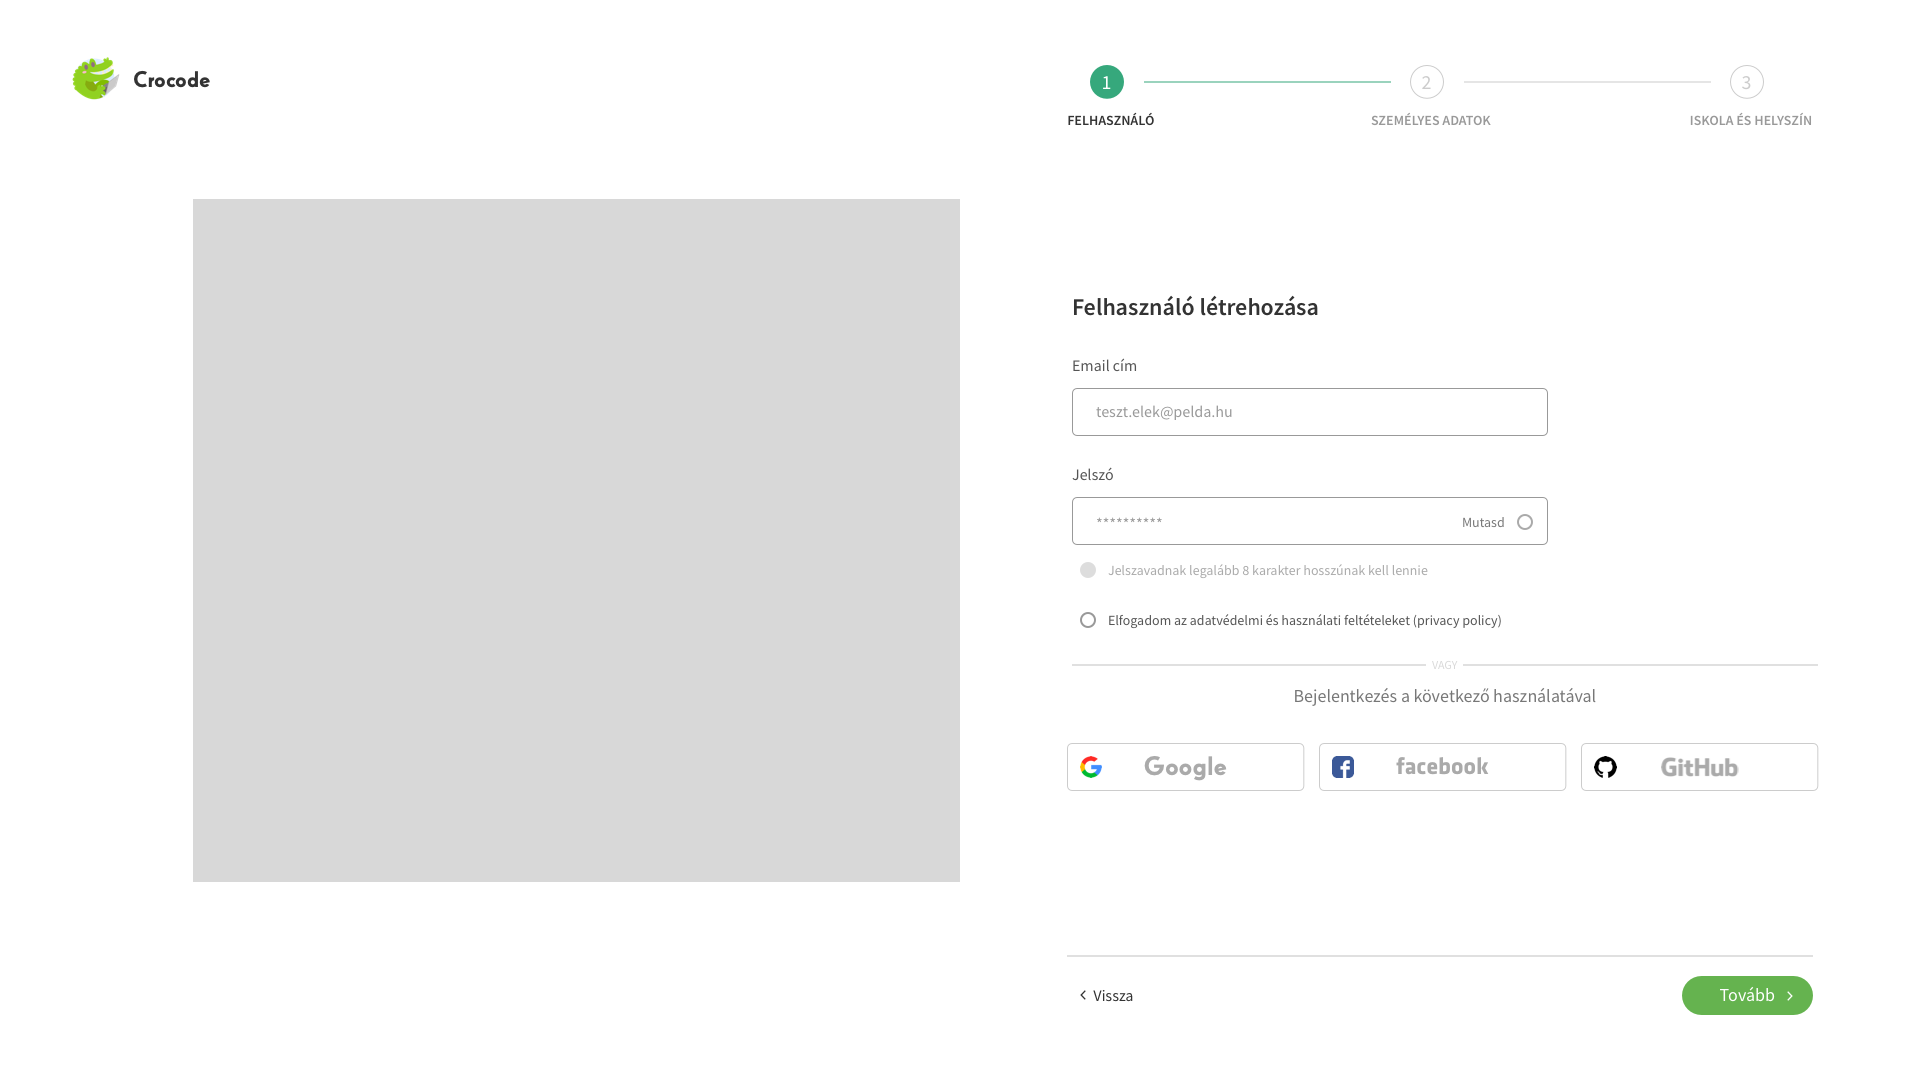 Crocode
1
2
3
FELHASZNÁLÓ
SZEMÉLYES ADATOK
ISKOLA ÉS HELYSZÍN
Felhasználó létrehozása
Email cím
teszt.elek@pelda.hu
Jelszó
********** Mutasd
Jelszavadnak legalább 8 karakter hosszúnak kell lennie
Elfogadom az adatvédelmi és használati feltételeket (privacy policy)
VAGY
Bejelentkezés a következő használatával
Google
facebook
GitHub
Vissza
Tovább